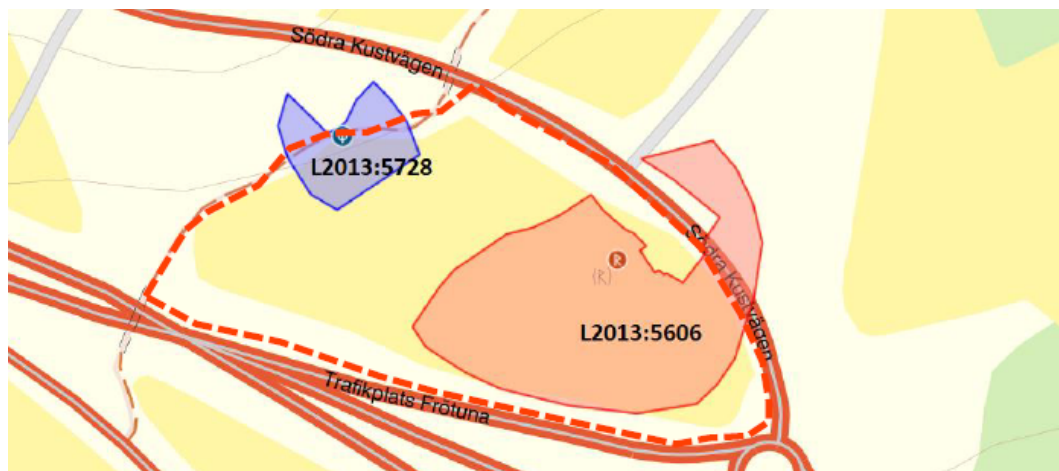 Södra Kustvägen
L2013:5728
Södra Kustvägen
R
(R)
L2013:5606
Trafikplats Frötuna